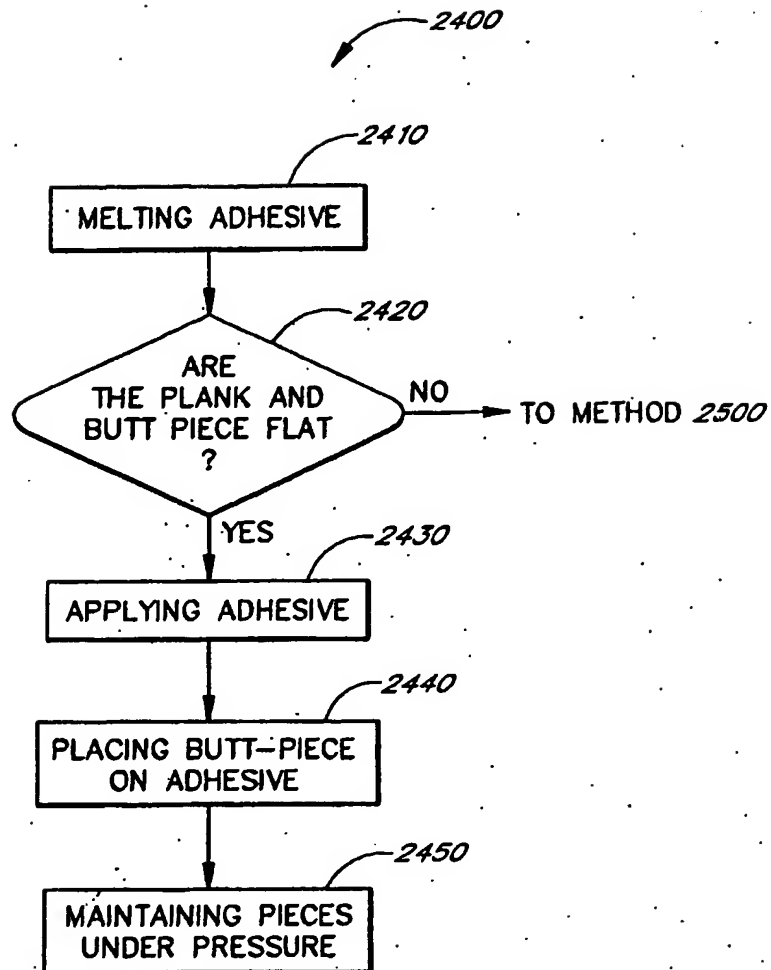 2400
2410
MELTING ADHESIVE
2420
ARE
THE PLANK AND
BUTT PIECE FLAT
?
NO
TO METHOD 2500
YES
2430
APPLYING ADHESIVE
2440
PLACING BUTT-PIECE
ON ADHESIVE
2450
MAINTAINING PIECES
UNDER PRESSURE